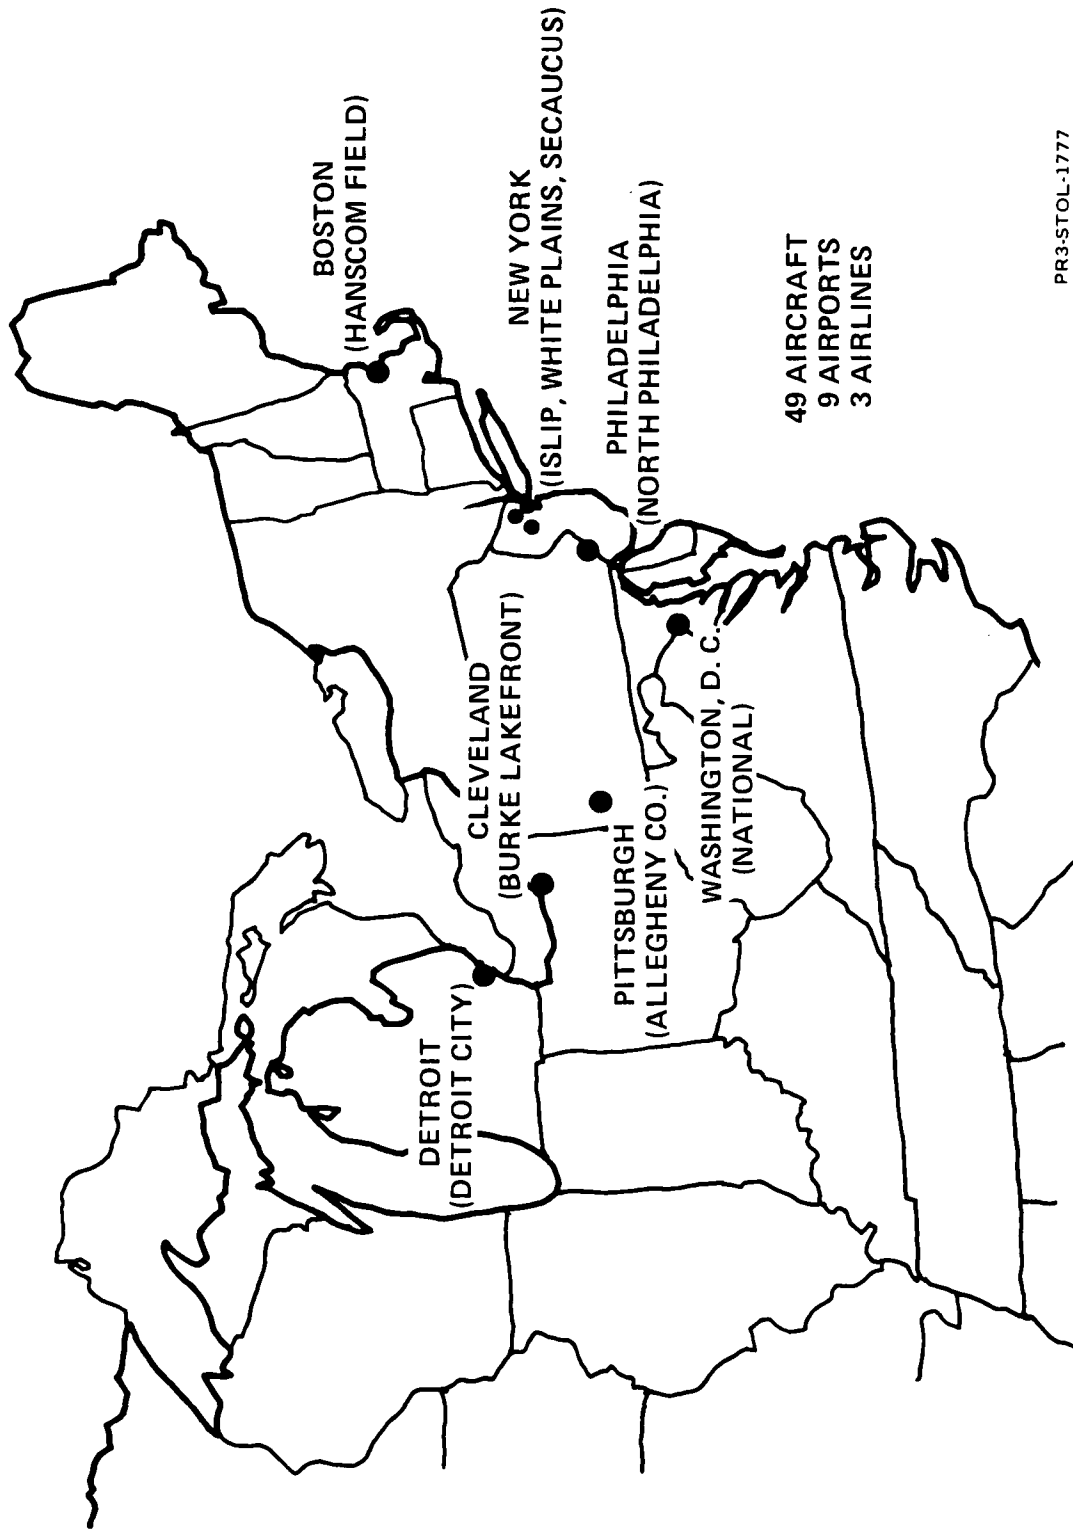 BOSTON
(HANSCOM FIELD)
NEW YORK
(ISLIP, WHITE PLAINS, SECAUCUS)
PHILADELPHIA
(NORTH PHILADELPHIA)
CLEVELAND
(BURKE LAKEFRONT)
DETROIT
(DETROIT CITY)
PITTSBURGH
(ALLEGHENY CO.)
WASHINGTON, D. C.
(NATIONAL)
49 AIRCRAFT
9 AIRPORTS
3 AIRLINES
PR3-STOL-1777